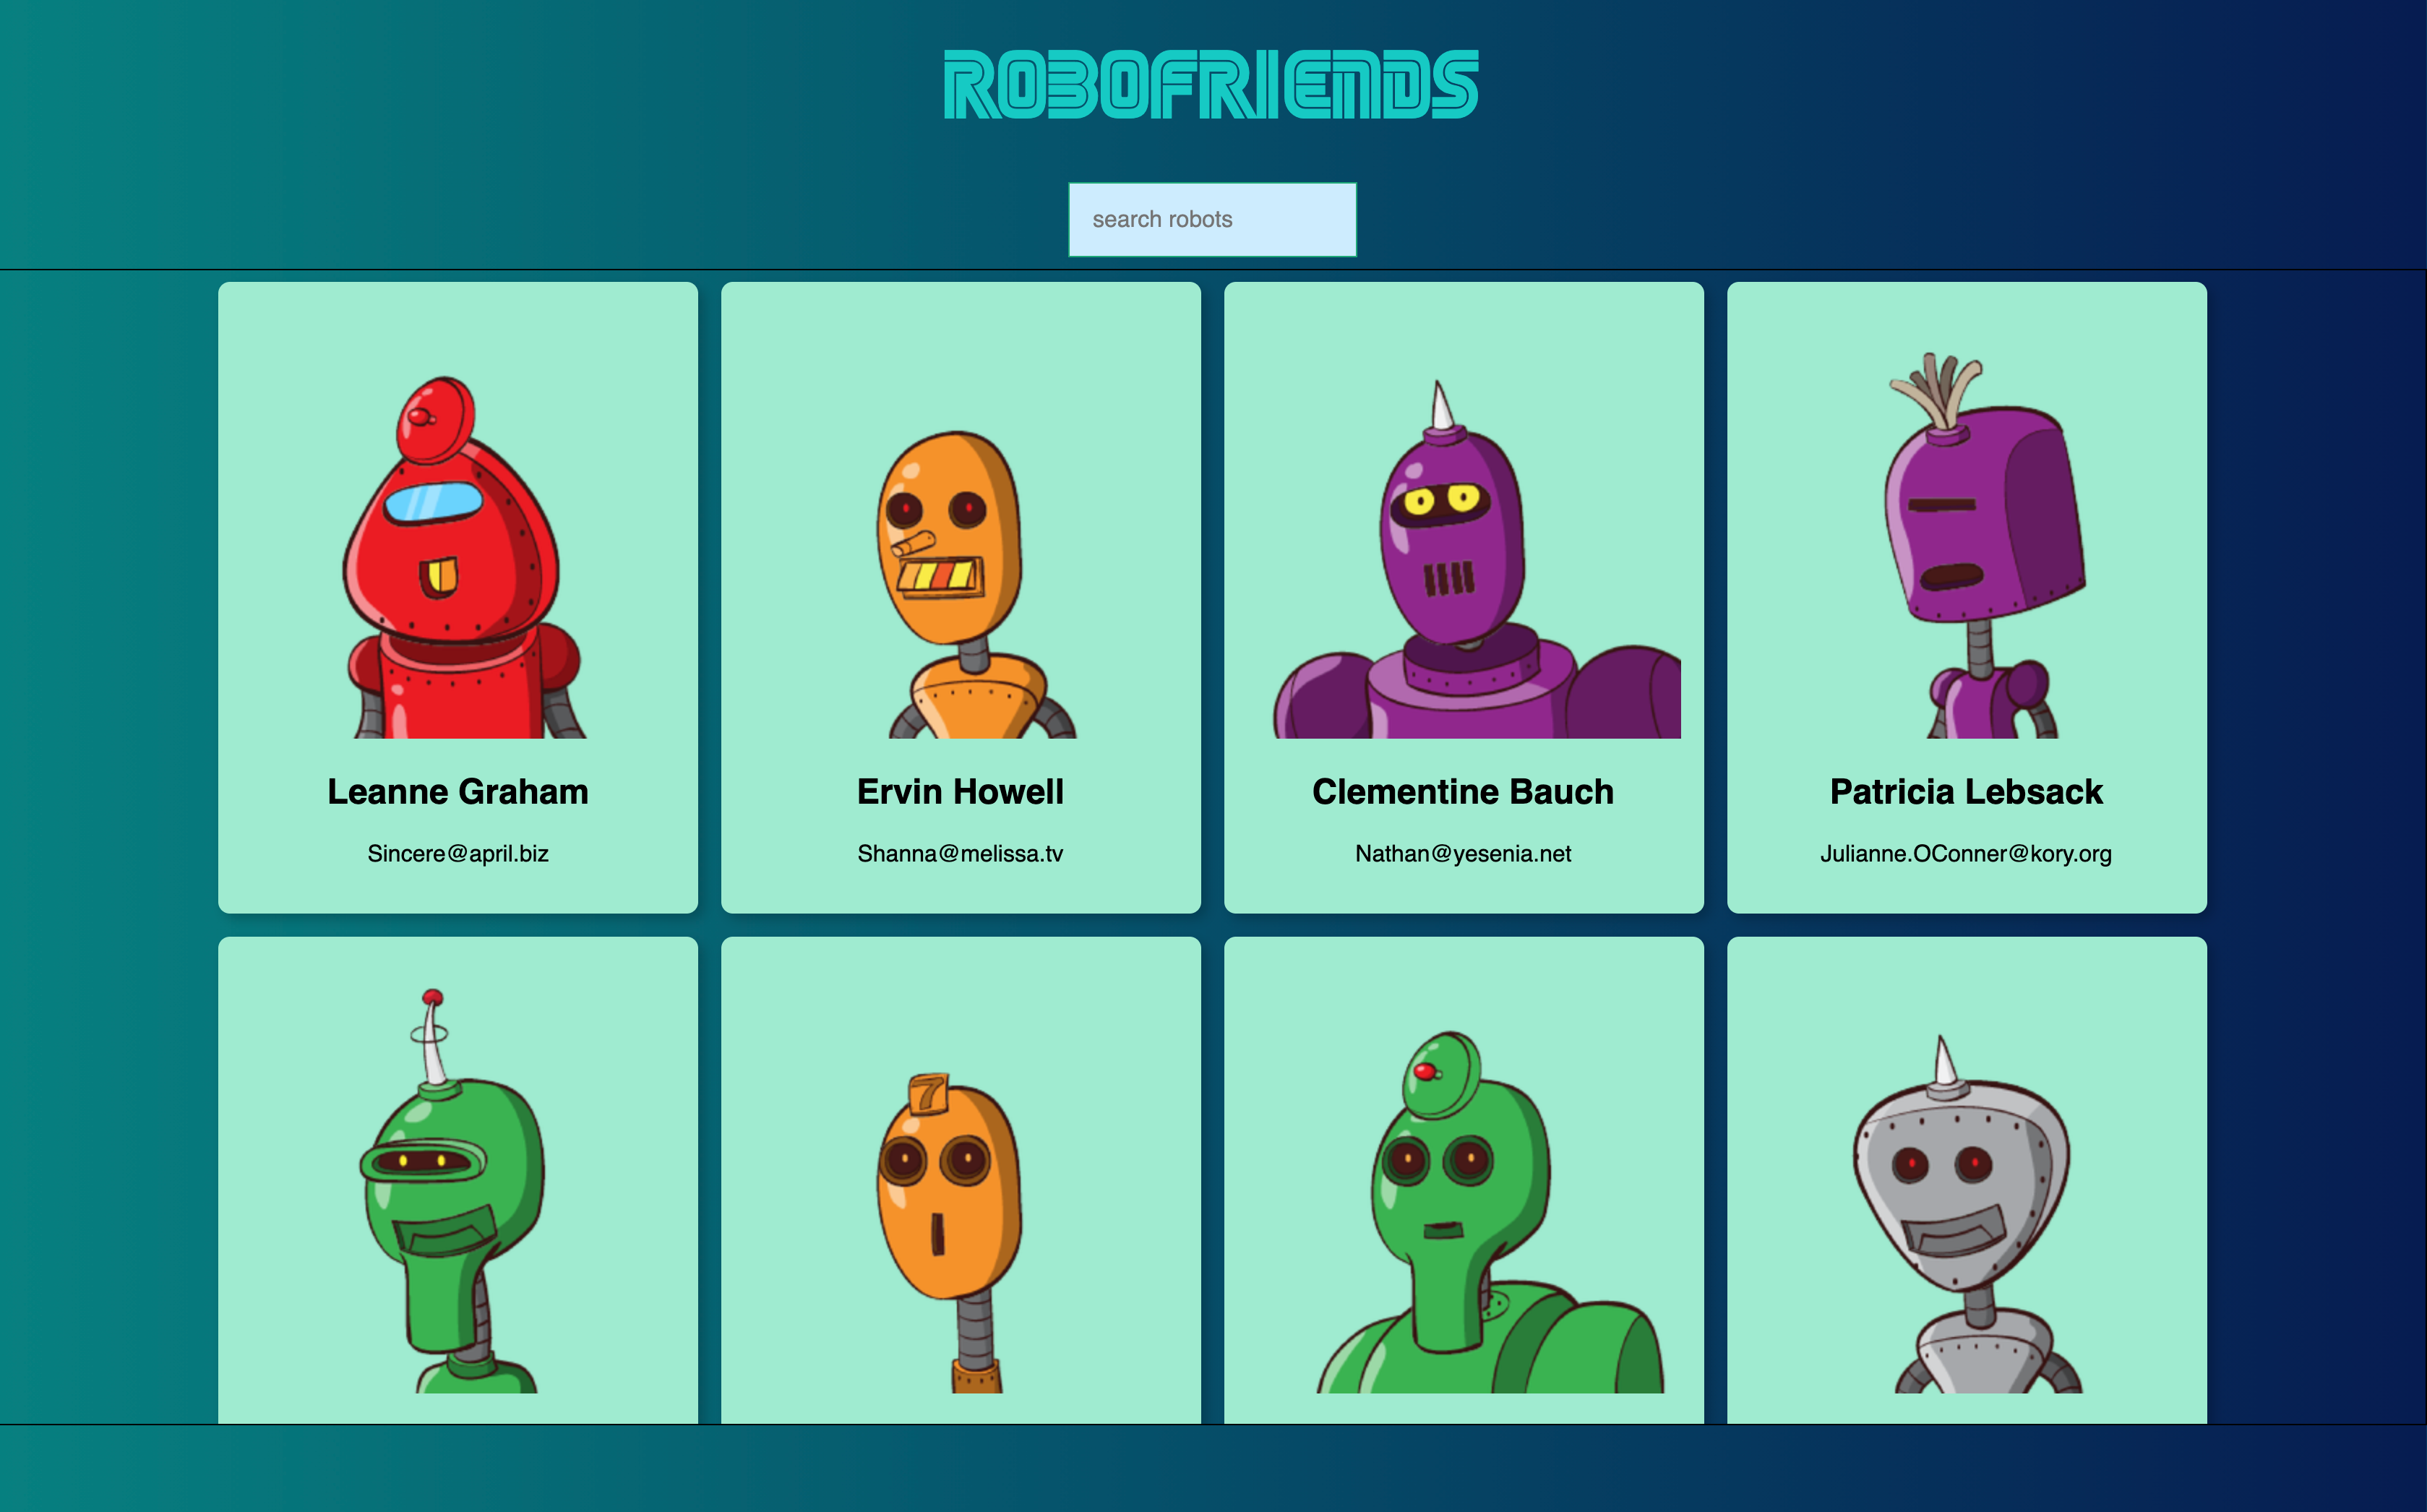 ROBOFRIENDS
search robots
Leanne Graham
Sincere@april.biz
Ervin Howell
Shanna@melissa.tv
Clementine Bauch
Nathan@yesenia.net
Patricia Lebsack
Julianne.OConner@kory.org
7